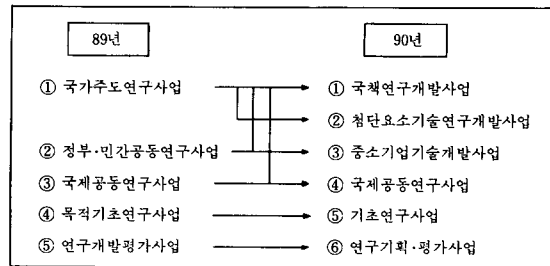 89년 90년
① 국가주도연구사업 ① 국책연구개발사업
② 첨단요소기술연구개발사업
② 정부·민간공동연구사업 ③ 중소기업기술개발사업
③ 국제공동연구사업 ④ 국제공동연구사업
④ 목적기초연구사업 ⑤ 기초연구사업
⑤ 연구개발평가사업 ⑥ 연구기획·평가사업